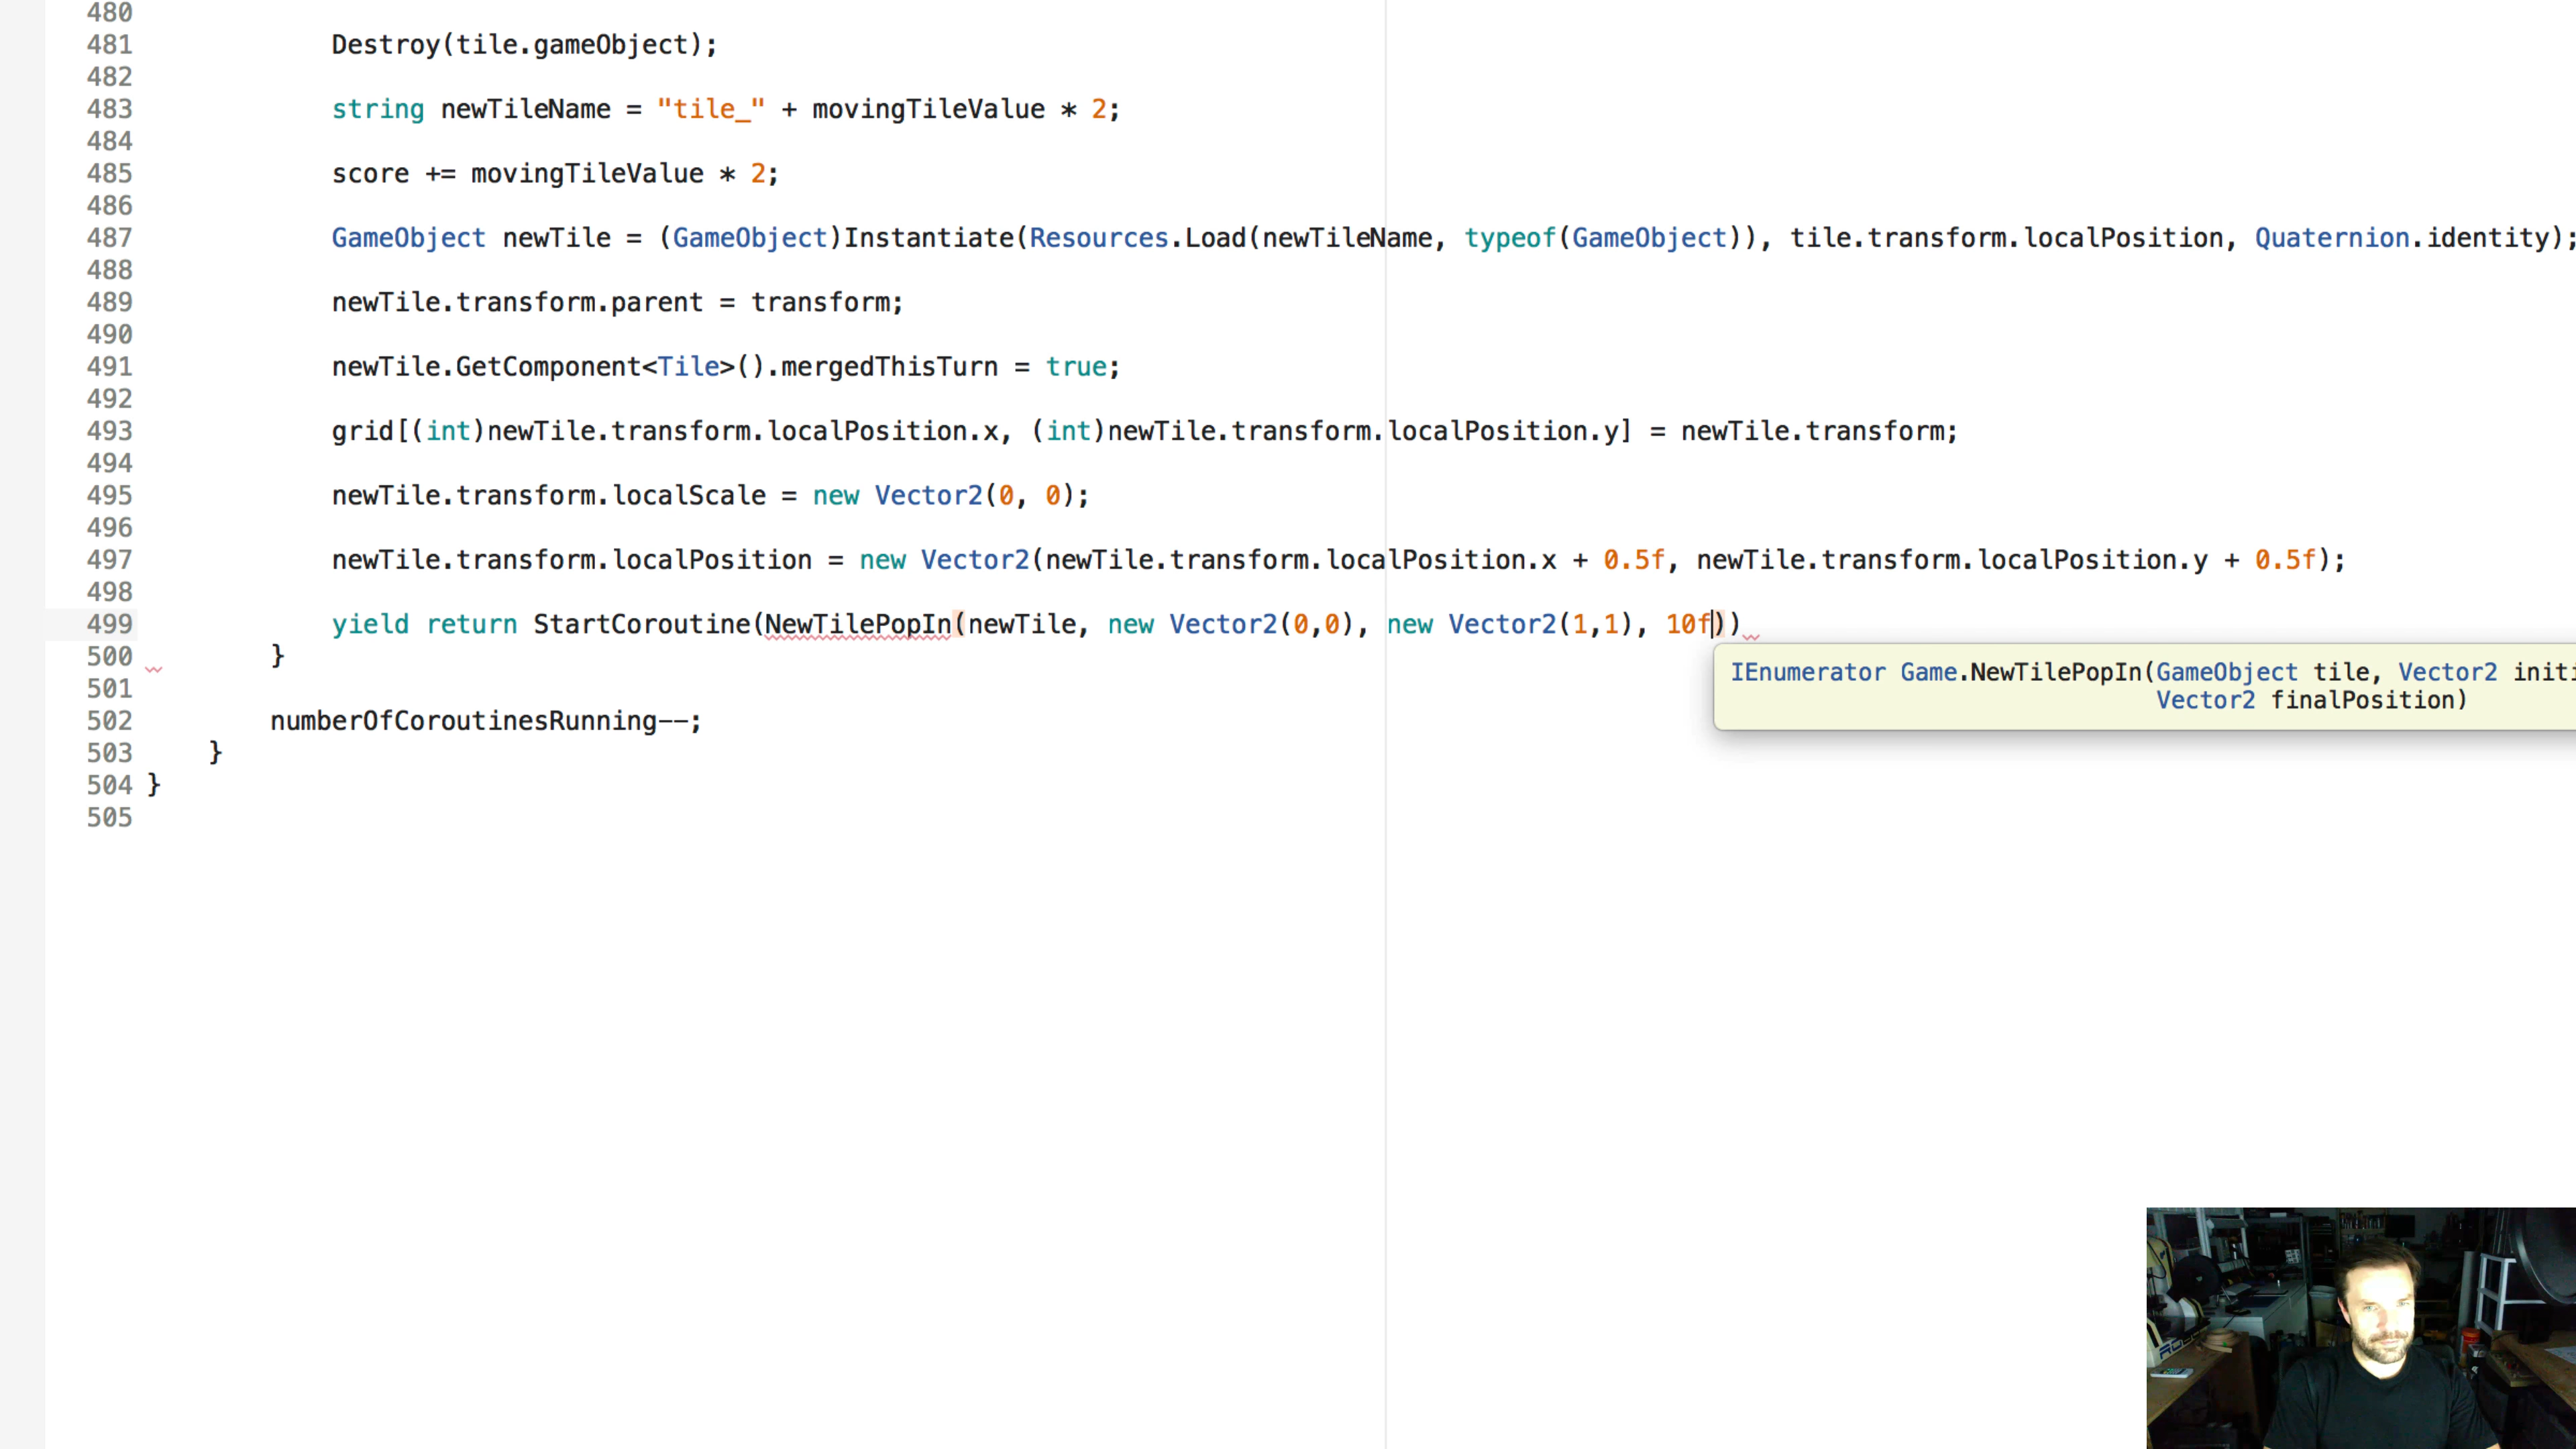 480
481 Destroy(tile.gameObject);
482
483 string newTileName = "tile_" + movingTileValue * 2;
484
485 score += movingTileValue * 2;
486
487 GameObject newTile = (GameObject)Instantiate(Resources.Load(newTileName, typeof(GameObject)), tile.transform.localPosition, Quaternion.identity);
488
489 newTile.transform.parent = transform;
490
491 newTile.GetComponent<Tile>().mergedThisTurn = true;
492
493 grid[(int)newTile.transform.localPosition.x, (int)newTile.transform.localPosition.y] = newTile.transform;
494
495 newTile.transform.localScale = new Vector2(0, 0);
496
497 newTile.transform.localPosition = new Vector2(newTile.transform.localPosition.x + 0.5f, newTile.transform.localPosition.y + 0.5f);
498
499 yield return StartCoroutine(NewTilePopIn(newTile, new Vector2(0,0), new Vector2(1,1), 10f))
500 }
IEnumerator Game.NewTilePopIn(GameObject tile, Vector2 initi
Vector2 finalPosition)
501
502 numberOfCoroutinesRunning--;
503 }
504 }
505